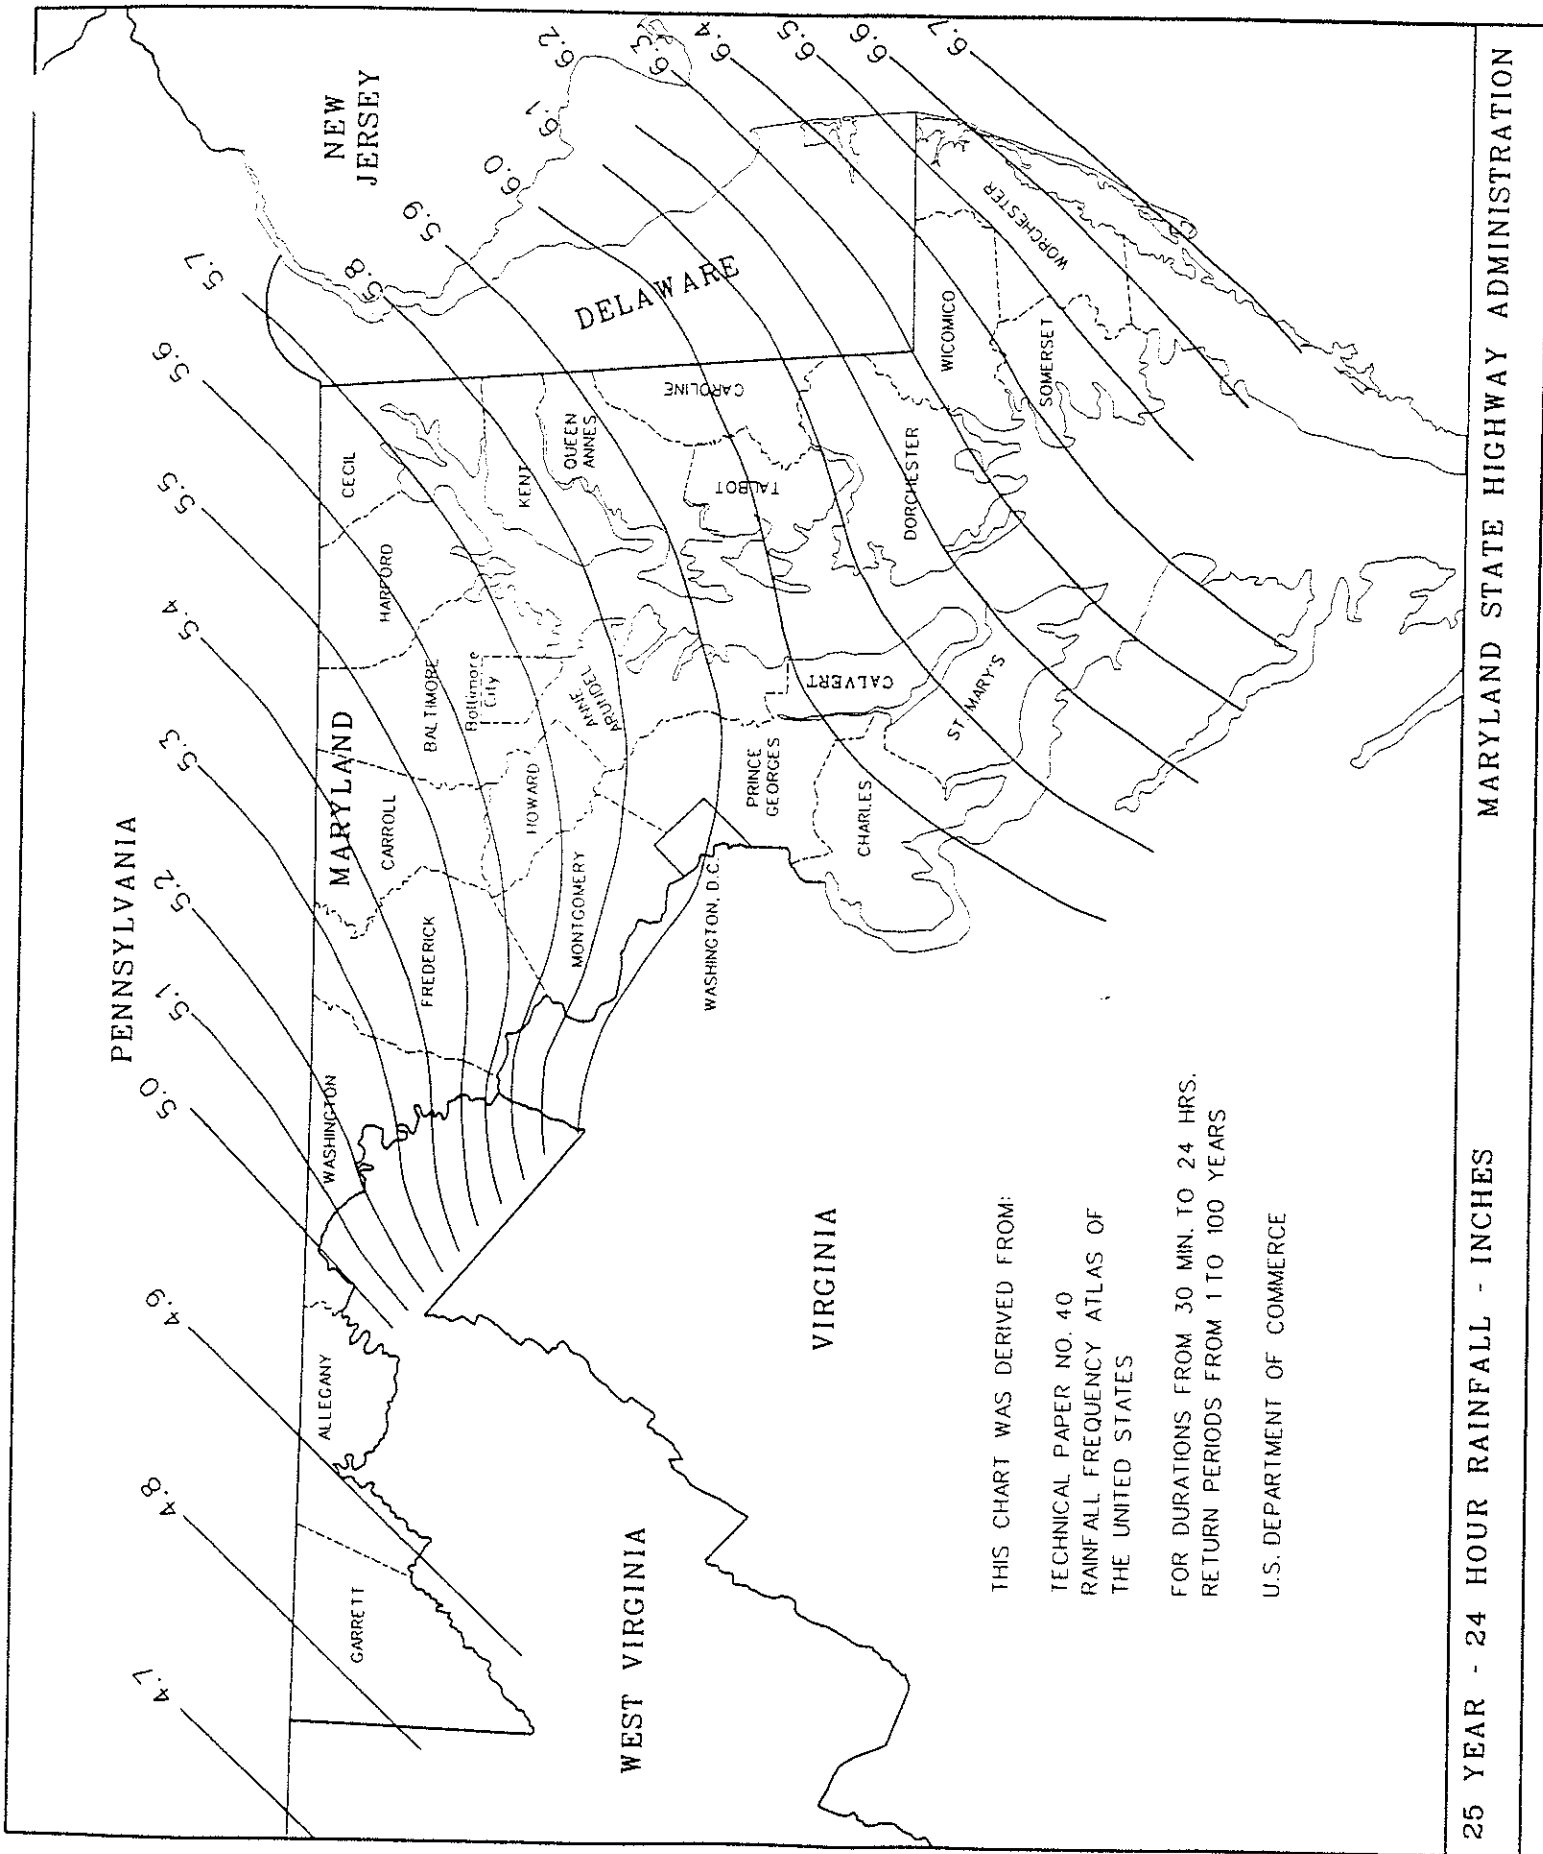 PENNSYLVANIA
NEW
JERSEY
4.7
4.8
4.9
5.0
5.1
5.2
5.3
5.4
5.5
5.6
5.7
5.8
5.9
6.0
6.1
6.2
6.3
6.4
6.5
6.6
6.7
MARYLAND
GARRETT
ALLEGANY
WASHINGTON
FREDERICK
CARROLL
BALTIMORE
Baltimore
City
HARFORD
CECIL
HOWARD
MONTGOMERY
ANNE
ARUNDEL
KENT
QUEEN
ANNES
CAROLINE
TALBOT
DELAWARE
WASHINGTON, D.C.
PRINCE
GEORGES
CHARLES
CALVERT
ST. MARY'S
DORCHESTER
WICOMICO
SOMERSET
WORCHESTER
WEST VIRGINIA
VIRGINIA
THIS CHART WAS DERIVED FROM:
TECHNICAL PAPER NO. 40
RAINFALL FREQUENCY ATLAS OF
THE UNITED STATES
FOR DURATIONS FROM 30 MIN. TO 24 HRS.
RETURN PERIODS FROM 1 TO 100 YEARS
U.S. DEPARTMENT OF COMMERCE
25 YEAR - 24 HOUR RAINFALL - INCHES
MARYLAND STATE HIGHWAY ADMINISTRATION